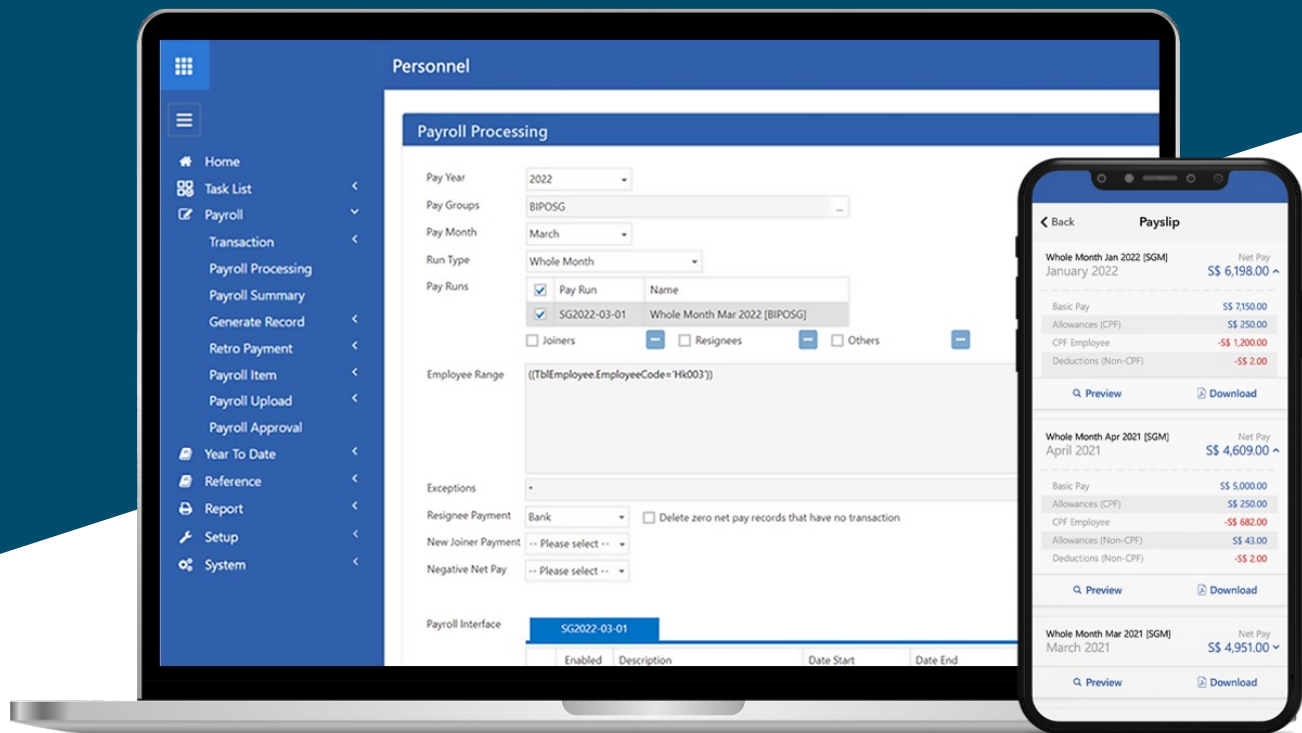 Personnel
Home
Task List
Payroll
Transaction
Payroll Processing
Payroll Summary
Generate Record
Retro Payment
Payroll Item
Payroll Upload
Payroll Approval
Year To Date
Reference
Report
Setup
System
Payroll Processing
Pay Year 2022
Pay Groups BIPOSG ...
Pay Month March
Run Type Whole Month
Pay Runs Pay Run Name
SG2022-03-01 Whole Month Mar 2022 [BIPOSG]
Joiners Resignees Others
Employee Range ((TblEmployee.EmployeeCode='Hk003'))
Exceptions *
Resignee Payment Bank Delete zero net pay records that have no transaction
New Joiner Payment -- Please select --
Negative Net Pay -- Please select --
Payroll Interface SG2022-03-01
Enabled Description Date Start Date End
Back Payslip
Whole Month Jan 2022 [SGM] Net Pay
January 2022 S$ 6,198.00
Basic Pay S$ 7,150.00
Allowances (CPF) S$ 250.00
CPF Employee -S$ 1,200.00
Deductions (Non-CPF) -S$ 2.00
Preview Download
Whole Month Apr 2021 [SGM] Net Pay
April 2021 S$ 4,609.00
Basic Pay S$ 5,000.00
Allowances (CPF) S$ 250.00
CPF Employee -S$ 682.00
Allowances (Non-CPF) S$ 43.00
Deductions (Non-CPF) -S$ 2.00
Preview Download
Whole Month Mar 2021 [SGM] Net Pay
March 2021 S$ 4,951.00
Preview Download